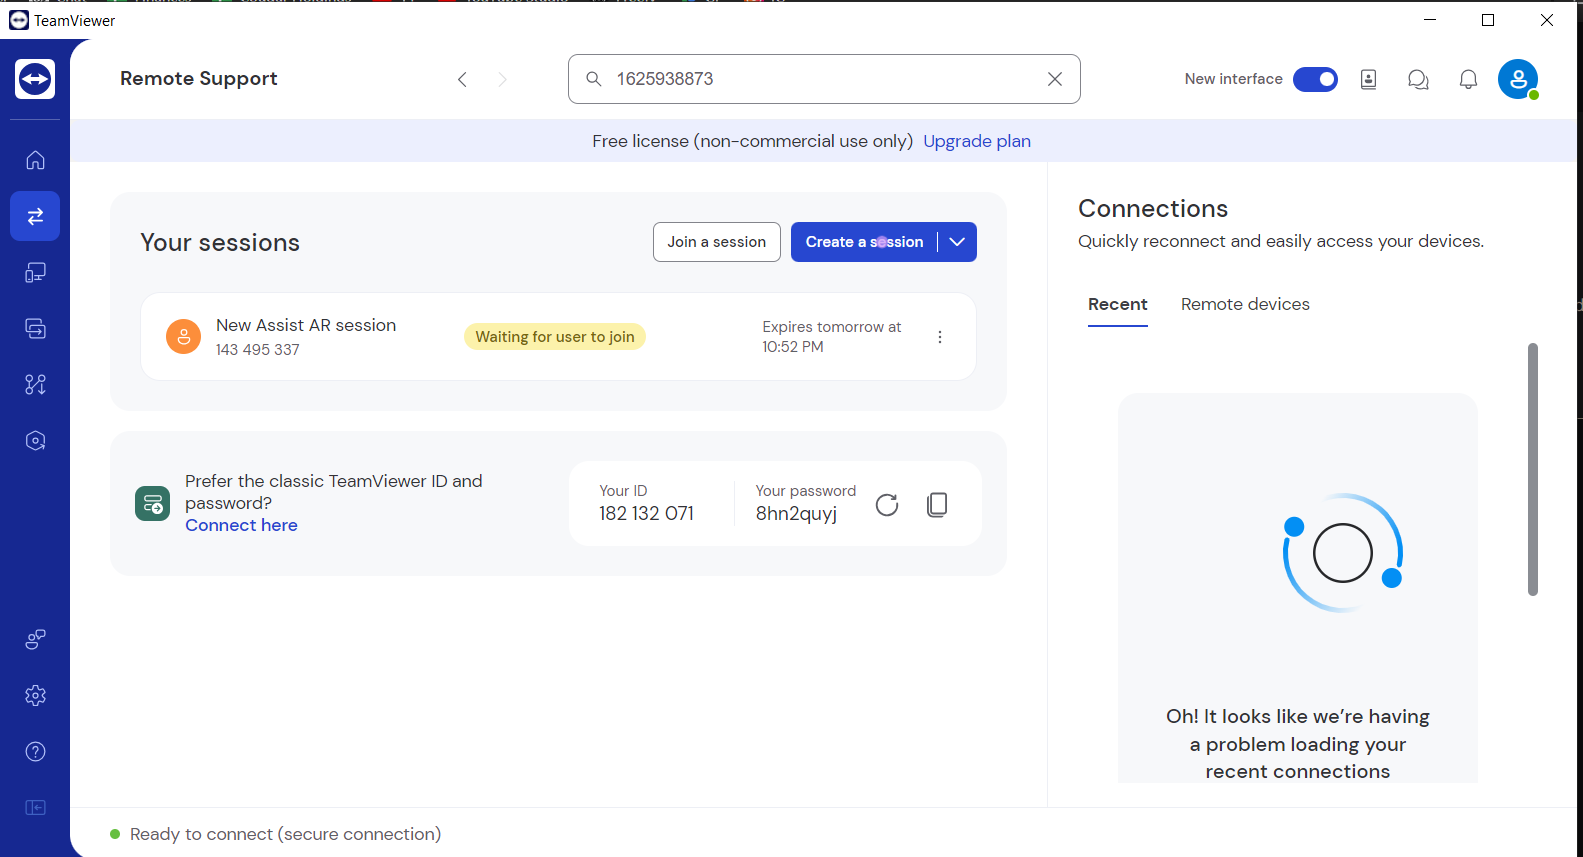 TeamViewer
Remote Support
1625938873
New interface
Free license (non-commercial use only) Upgrade plan
Your sessions
Join a session
Create a session
New Assist AR session
143 495 337
Waiting for user to join
Expires tomorrow at
10:52 PM
Prefer the classic TeamViewer ID and
password?
Connect here
Your ID
182 132 071
Your password
8hn2quyj
Connections
Quickly reconnect and easily access your devices.
Recent
Remote devices
Oh! It looks like we're having
a problem loading your
recent connections
Ready to connect (secure connection)